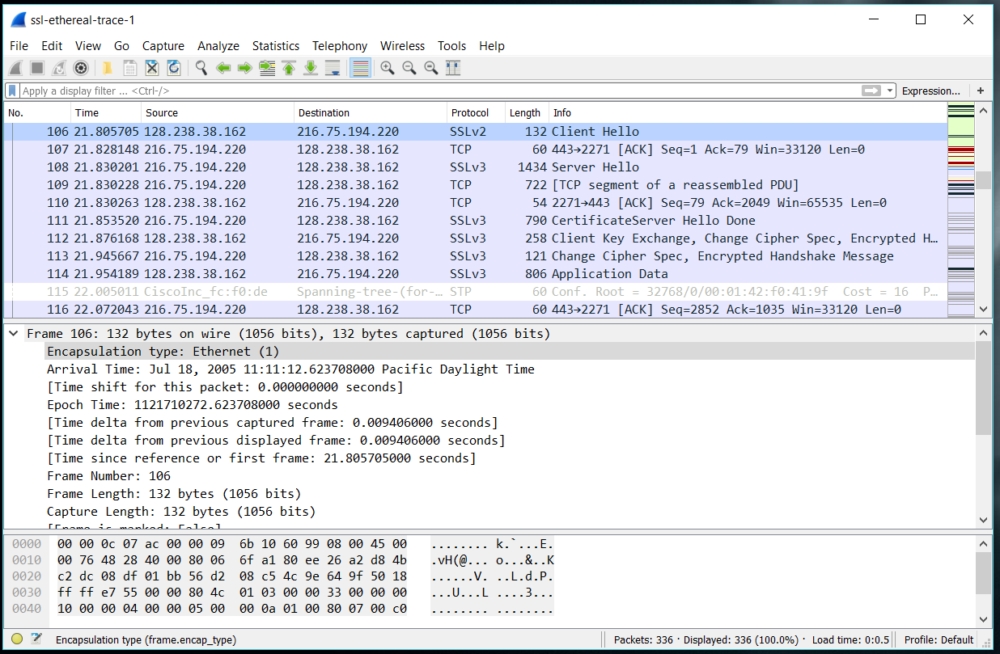 ssl-ethereal-trace-1
File Edit View Go Capture Analyze Statistics Telephony Wireless Tools Help
Apply a display filter ... <Ctrl-/> Expression... +
No. Time Source Destination Protocol Length Info
106 21.805705 128.238.38.162 216.75.194.220 SSLv2 132 Client Hello
107 21.828148 216.75.194.220 128.238.38.162 TCP 60 443→2271 [ACK] Seq=1 Ack=79 Win=33120 Len=0
108 21.830201 216.75.194.220 128.238.38.162 SSLv3 1434 Server Hello
109 21.830228 216.75.194.220 128.238.38.162 TCP 722 [TCP segment of a reassembled PDU]
110 21.830263 128.238.38.162 216.75.194.220 TCP 54 2271→443 [ACK] Seq=79 Ack=2049 Win=65535 Len=0
111 21.853520 216.75.194.220 128.238.38.162 SSLv3 790 CertificateServer Hello Done
112 21.876168 128.238.38.162 216.75.194.220 SSLv3 258 Client Key Exchange, Change Cipher Spec, Encrypted H…
113 21.945667 216.75.194.220 128.238.38.162 SSLv3 121 Change Cipher Spec, Encrypted Handshake Message
114 21.954189 128.238.38.162 216.75.194.220 SSLv3 806 Application Data
115 22.005011 CiscoInc_fc:f0:de Spanning-tree-(for-… STP 60 Conf. Root = 32768/0/00:01:42:f0:41:9f Cost = 16 P…
116 22.072043 216.75.194.220 128.238.38.162 TCP 60 443→2271 [ACK] Seq=2852 Ack=1035 Win=33120 Len=0
Frame 106: 132 bytes on wire (1056 bits), 132 bytes captured (1056 bits)
Encapsulation type: Ethernet (1)
Arrival Time: Jul 18, 2005 11:11:12.623708000 Pacific Daylight Time
[Time shift for this packet: 0.000000000 seconds]
Epoch Time: 1121710272.623708000 seconds
[Time delta from previous captured frame: 0.009406000 seconds]
[Time delta from previous displayed frame: 0.009406000 seconds]
[Time since reference or first frame: 21.805705000 seconds]
Frame Number: 106
Frame Length: 132 bytes (1056 bits)
Capture Length: 132 bytes (1056 bits)
[Frame is marked: False]
0000 00 00 0c 07 ac 00 00 09 6b 10 60 99 08 00 45 00 ........ k.`...E.
0010 00 76 48 28 40 00 80 06 6f a1 80 ee 26 a2 d8 4b .vH(@... o...&..K
0020 c2 dc 08 df 01 bb 56 d2 08 c5 4c 9e 64 9f 50 18 ......V. ..L.d.P.
0030 ff ff e7 55 00 00 80 4c 01 03 00 00 33 00 00 00 ...U...L ....3...
0040 10 00 00 04 00 00 05 00 00 0a 01 00 80 07 00 c0 ........ ........
Encapsulation type (frame.encap_type) Packets: 336 · Displayed: 336 (100.0%) · Load time: 0:0.5 Profile: Default